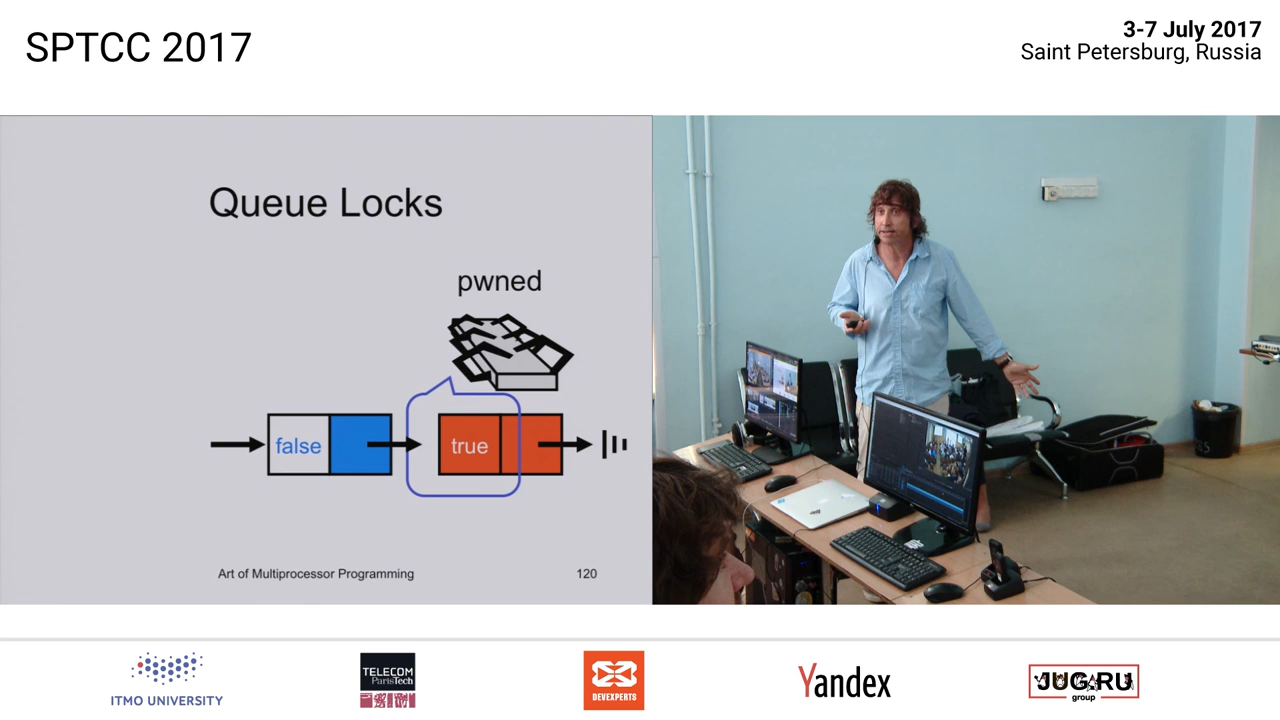 SPTCC 2017
3-7 July 2017
Saint Petersburg, Russia
Queue Locks
pwned
false
true
Art of Multiprocessor Programming
120
ITMO UNIVERSITY
TELECOM
ParisTech
DEVEXPERTS
Yandex
JUG.RU
group